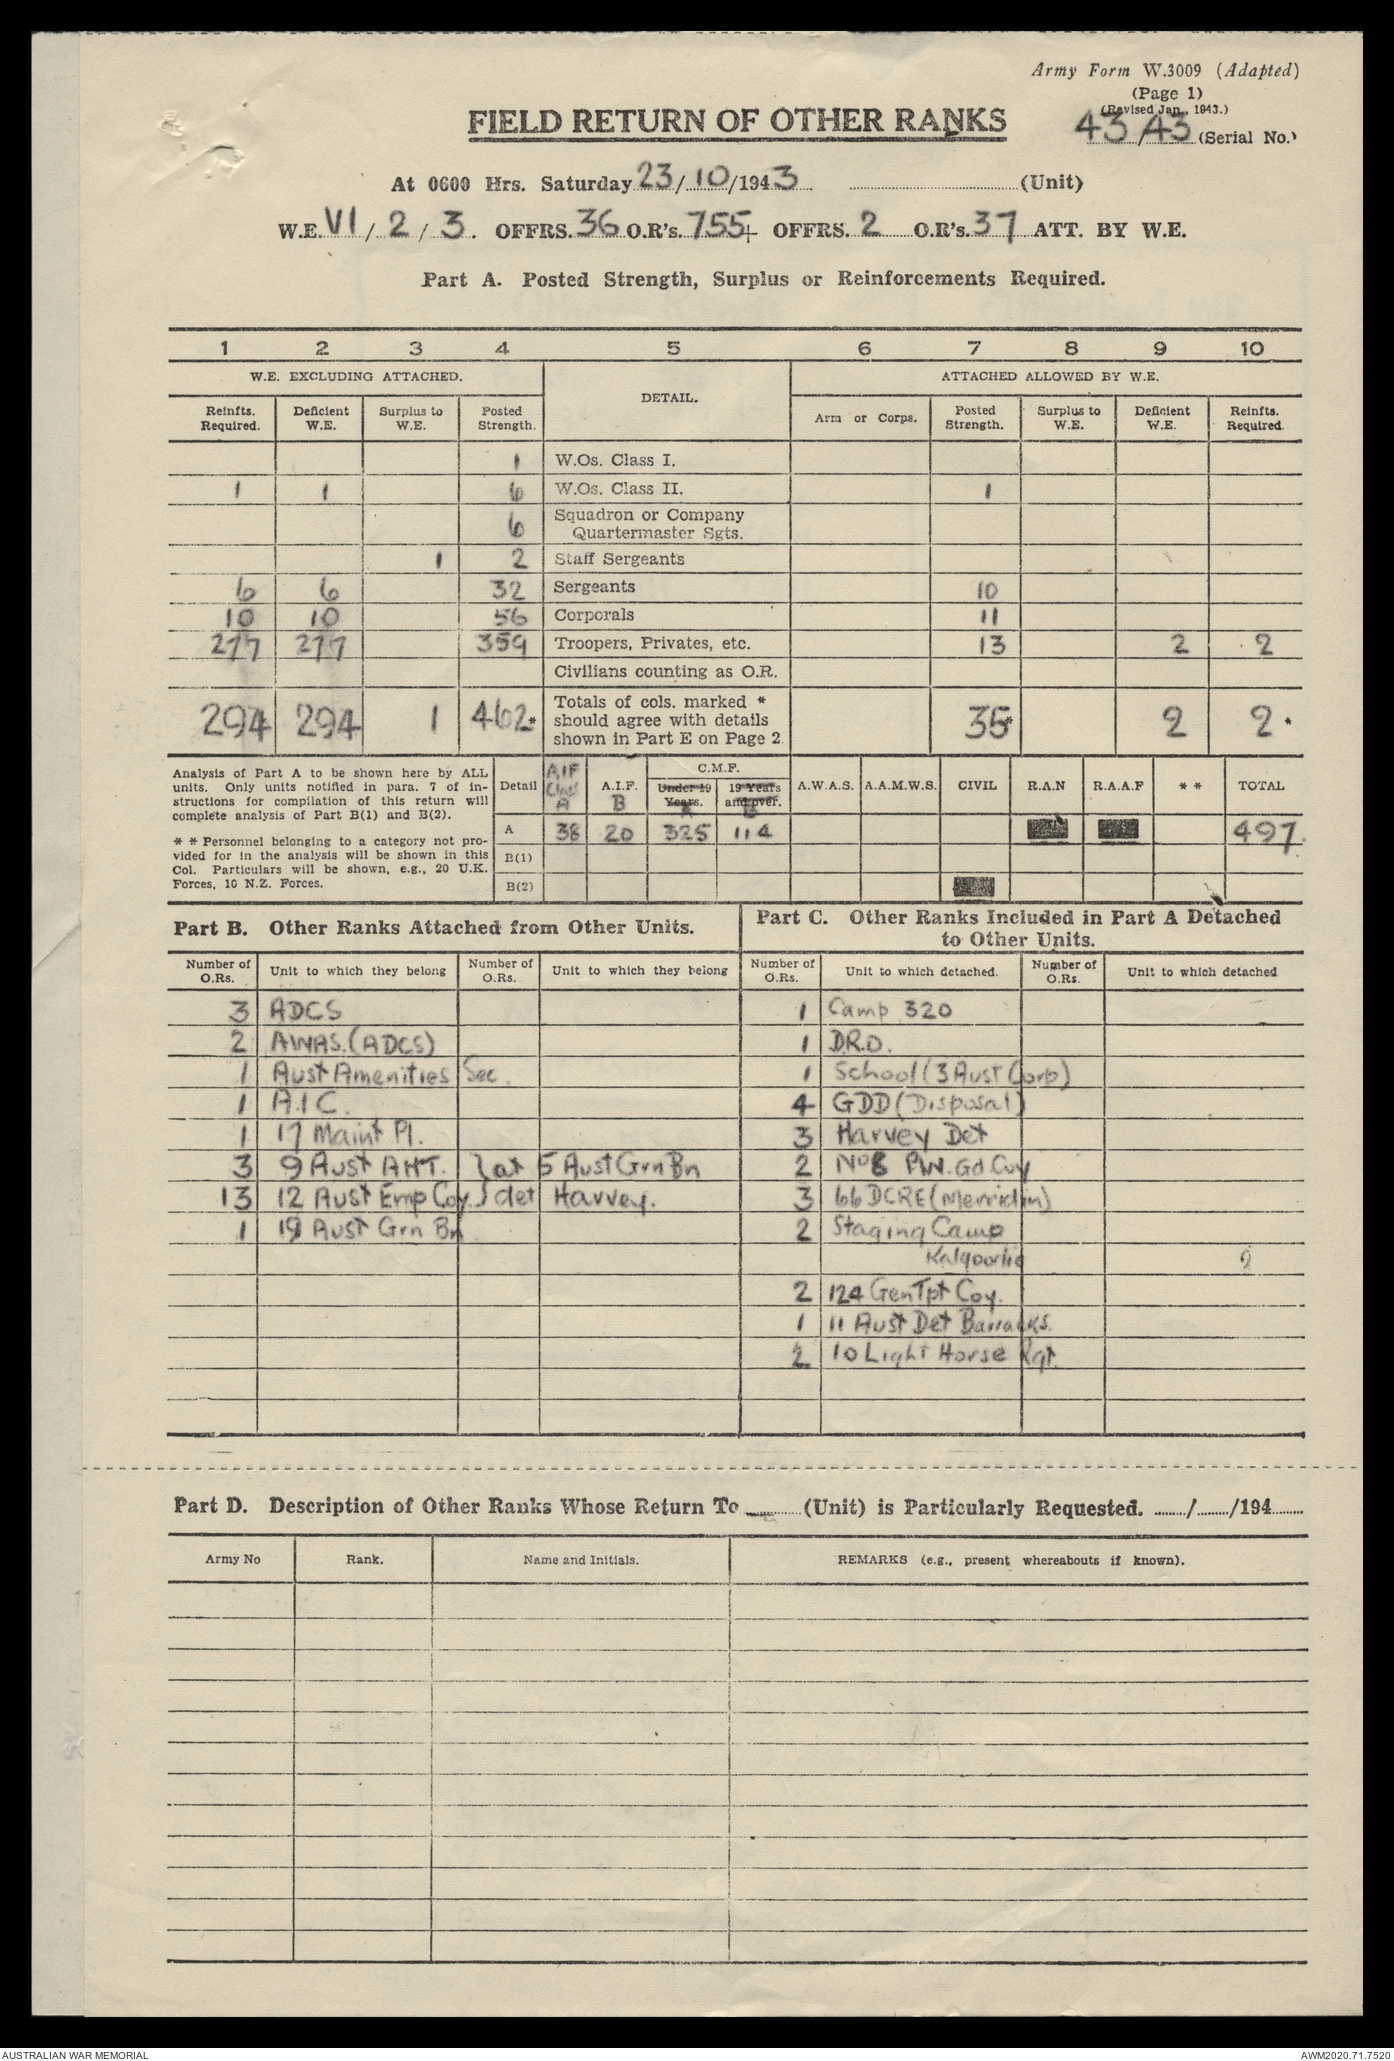 Army Form W.3009 (Adapted)
(Page 1)
(Revised Jan., 1943.)
FIELD RETURN OF OTHER RANKS
43/43 (Serial No.)
At 0600 Hrs. Saturday 23/10/1943 (Unit)
W.E. VI/2/3. OFFRS. 36 O.R's. 755+ OFFRS. 2 O.R's. 37 ATT. BY W.E.
Part A. Posted Strength, Surplus or Reinforcements Required.
1 2 3 4 5 6 7 8 9 10
W.E. EXCLUDING ATTACHED. DETAIL. ATTACHED ALLOWED BY W.E.
Reinfts. Required. Deficient W.E. Surplus to W.E. Posted Strength. Arm or Corps. Posted Strength. Surplus to W.E. Deficient W.E. Reinfts. Required.
1 W.Os. Class I.
1 1 6 W.Os. Class II. 1
6 Squadron or Company Quartermaster Sgts.
1 2 Staff Sergeants
6 6 32 Sergeants 10
10 10 56 Corporals 11
277 277 359 Troopers, Privates, etc. 13 2 2
Civilians counting as O.R.
294 294 1 462* Totals of cols. marked * should agree with details shown in Part E on Page 2 35* 2 2*
Analysis of Part A to be shown here by ALL
units. Only units notified in para. 7 of in-
structions for compilation of this return will
complete analysis of Part B(1) and B(2).
* * Personnel belonging to a category not pro-
vided for in the analysis will be shown in this
Col. Particulars will be shown, e.g., 20 U.K.
Forces, 10 N.Z. Forces.
Detail AIF Class A A.I.F. B C.M.F. Under 19 Years. A 19 Years and over. B A.W.A.S. A.A.M.W.S. CIVIL R.A.N R.A.A.F * * TOTAL
A 38 20 325 114 497
B(1)
B(2)
Part B. Other Ranks Attached from Other Units.
Number of O.Rs. Unit to which they belong Number of O.Rs. Unit to which they belong
3 ADCS
2 AWAS. (ADCS)
1 Aust Amenities Sec.
1 A.I.C.
1 17 Maint Pl.
3 9 Aust AMT. } at 5 Aust Grn Bn
13 12 Aust Emp Coy. } det Harvey.
1 19 Aust Grn Bn
Part C. Other Ranks Included in Part A Detached
to Other Units.
Number of O.Rs. Unit to which detached. Number of O.Rs. Unit to which detached
1 Camp 320
1 D.R.O.
1 School (3 Aust Corp)
4 GDD (Disposal)
3 Harvey Det
2 No 8 PW. Gd. Coy
3 66 DCRE (Merridin)
2 Staging Camp
Kalgoorlie 2
2 124 Gen Tpt Coy.
1 11 Aust Det Barracks.
2 10 Light Horse Rgt.
Part D. Description of Other Ranks Whose Return To ...... (Unit) is Particularly Requested. ....../....../194......
Army No Rank. Name and Initials. REMARKS (e.g., present whereabouts if known).
AUSTRALIAN WAR MEMORIAL AWM2020.71.7520